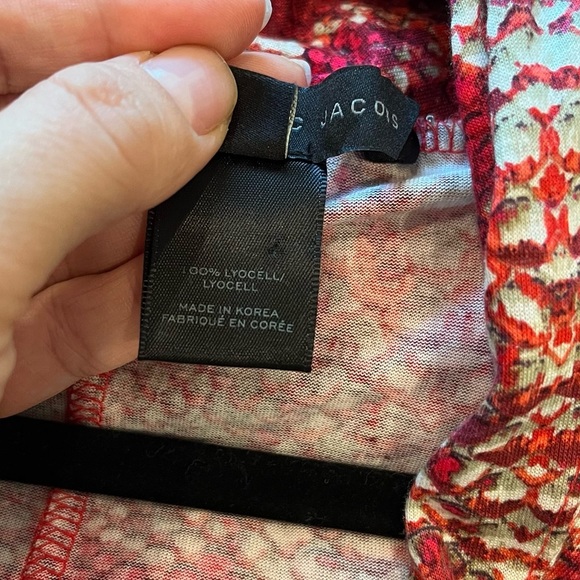 C JACOBS
100% LYOCELL/
LYOCELL
MADE IN KOREA
FABRIQUÉ EN CORÉE